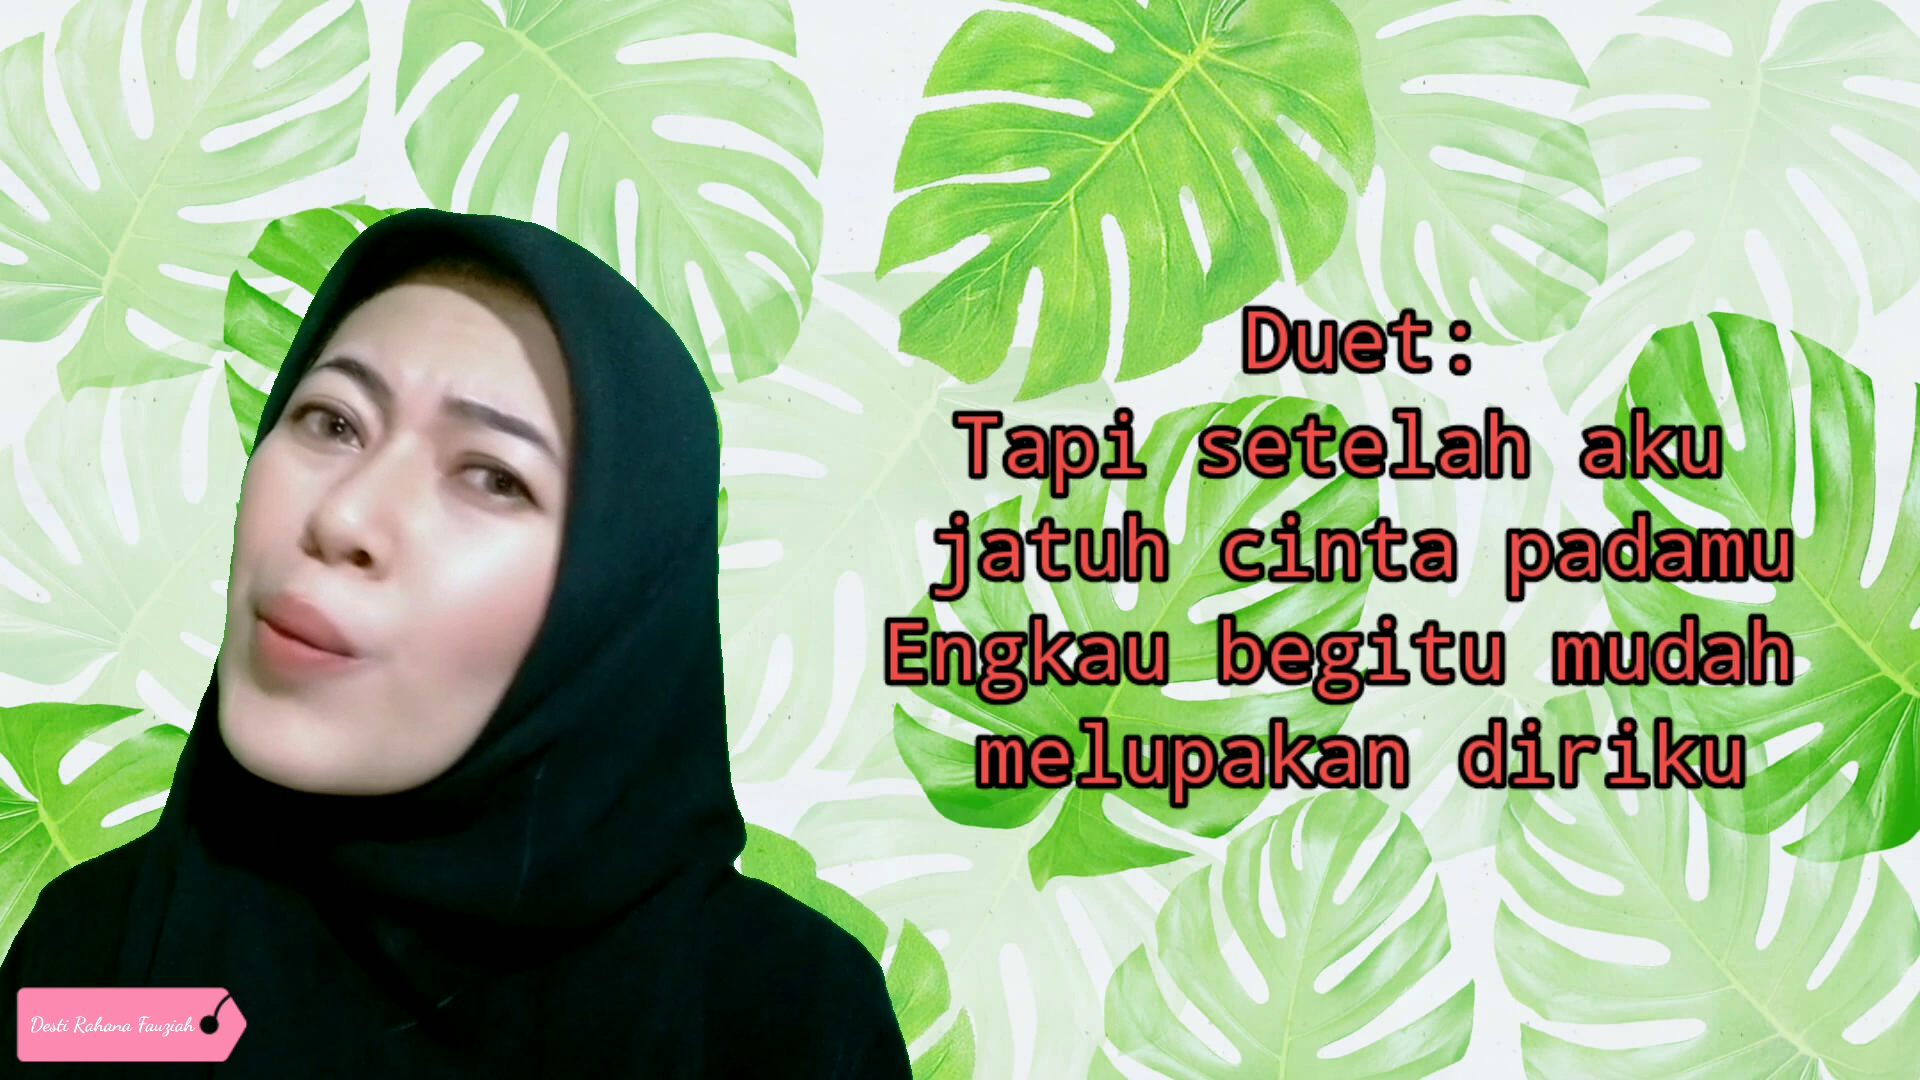 Duet:
Tapi setelah aku
jatuh cinta padamu
Engkau begitu mudah
melupakan diriku
Desti Rahana Fauziah